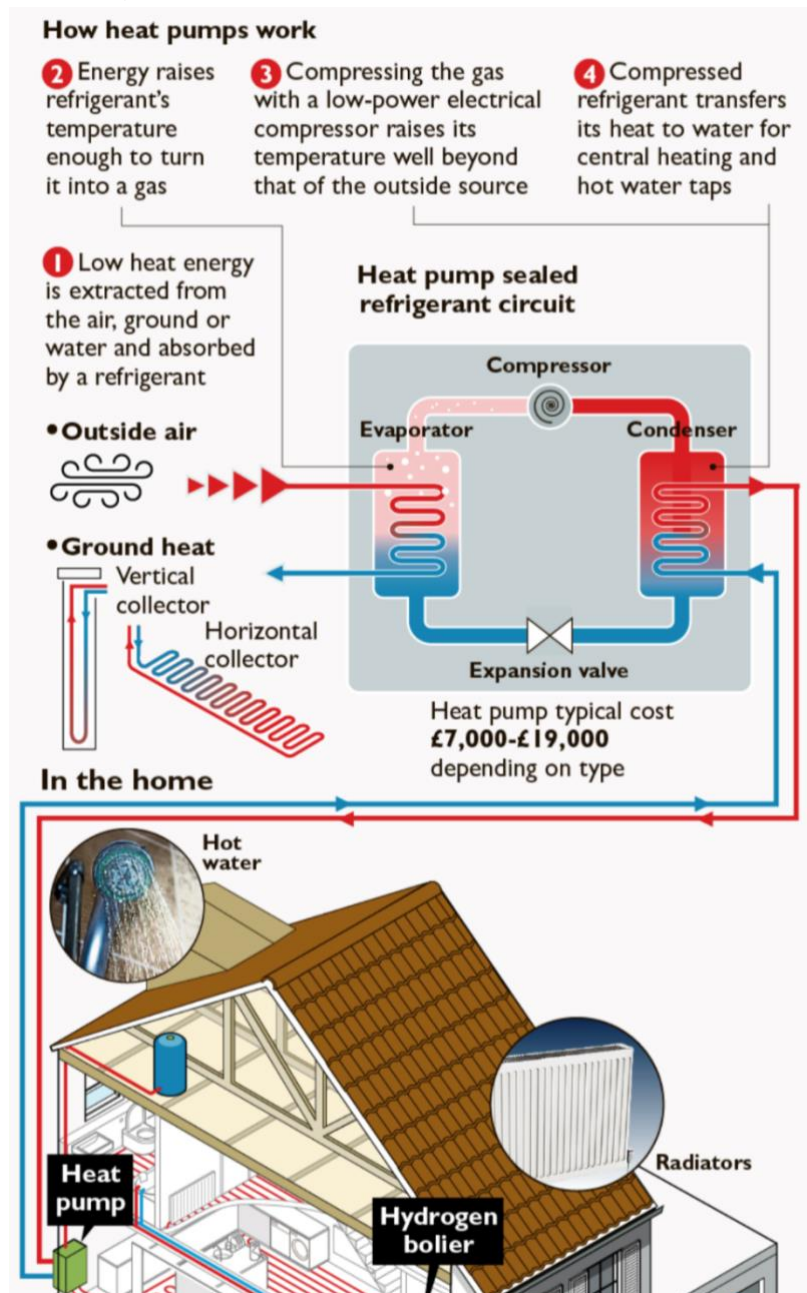 How heat pumps work
2 Energy raises
refrigerant's
temperature
enough to turn
it into a gas
3 Compressing the gas
with a low-power electrical
compressor raises its
temperature well beyond
that of the outside source
4 Compressed
refrigerant transfers
its heat to water for
central heating and
hot water taps
1 Low heat energy
is extracted from
the air, ground or
water and absorbed
by a refrigerant
Heat pump sealed
refrigerant circuit
Compressor
Evaporator
Condenser
•Outside air
•Ground heat
Vertical
collector
Horizontal
collector
Expansion valve
Heat pump typical cost
£7,000-£19,000
depending on type
In the home
Hot
water
Radiators
Heat
pump
Hydrogen
bolier